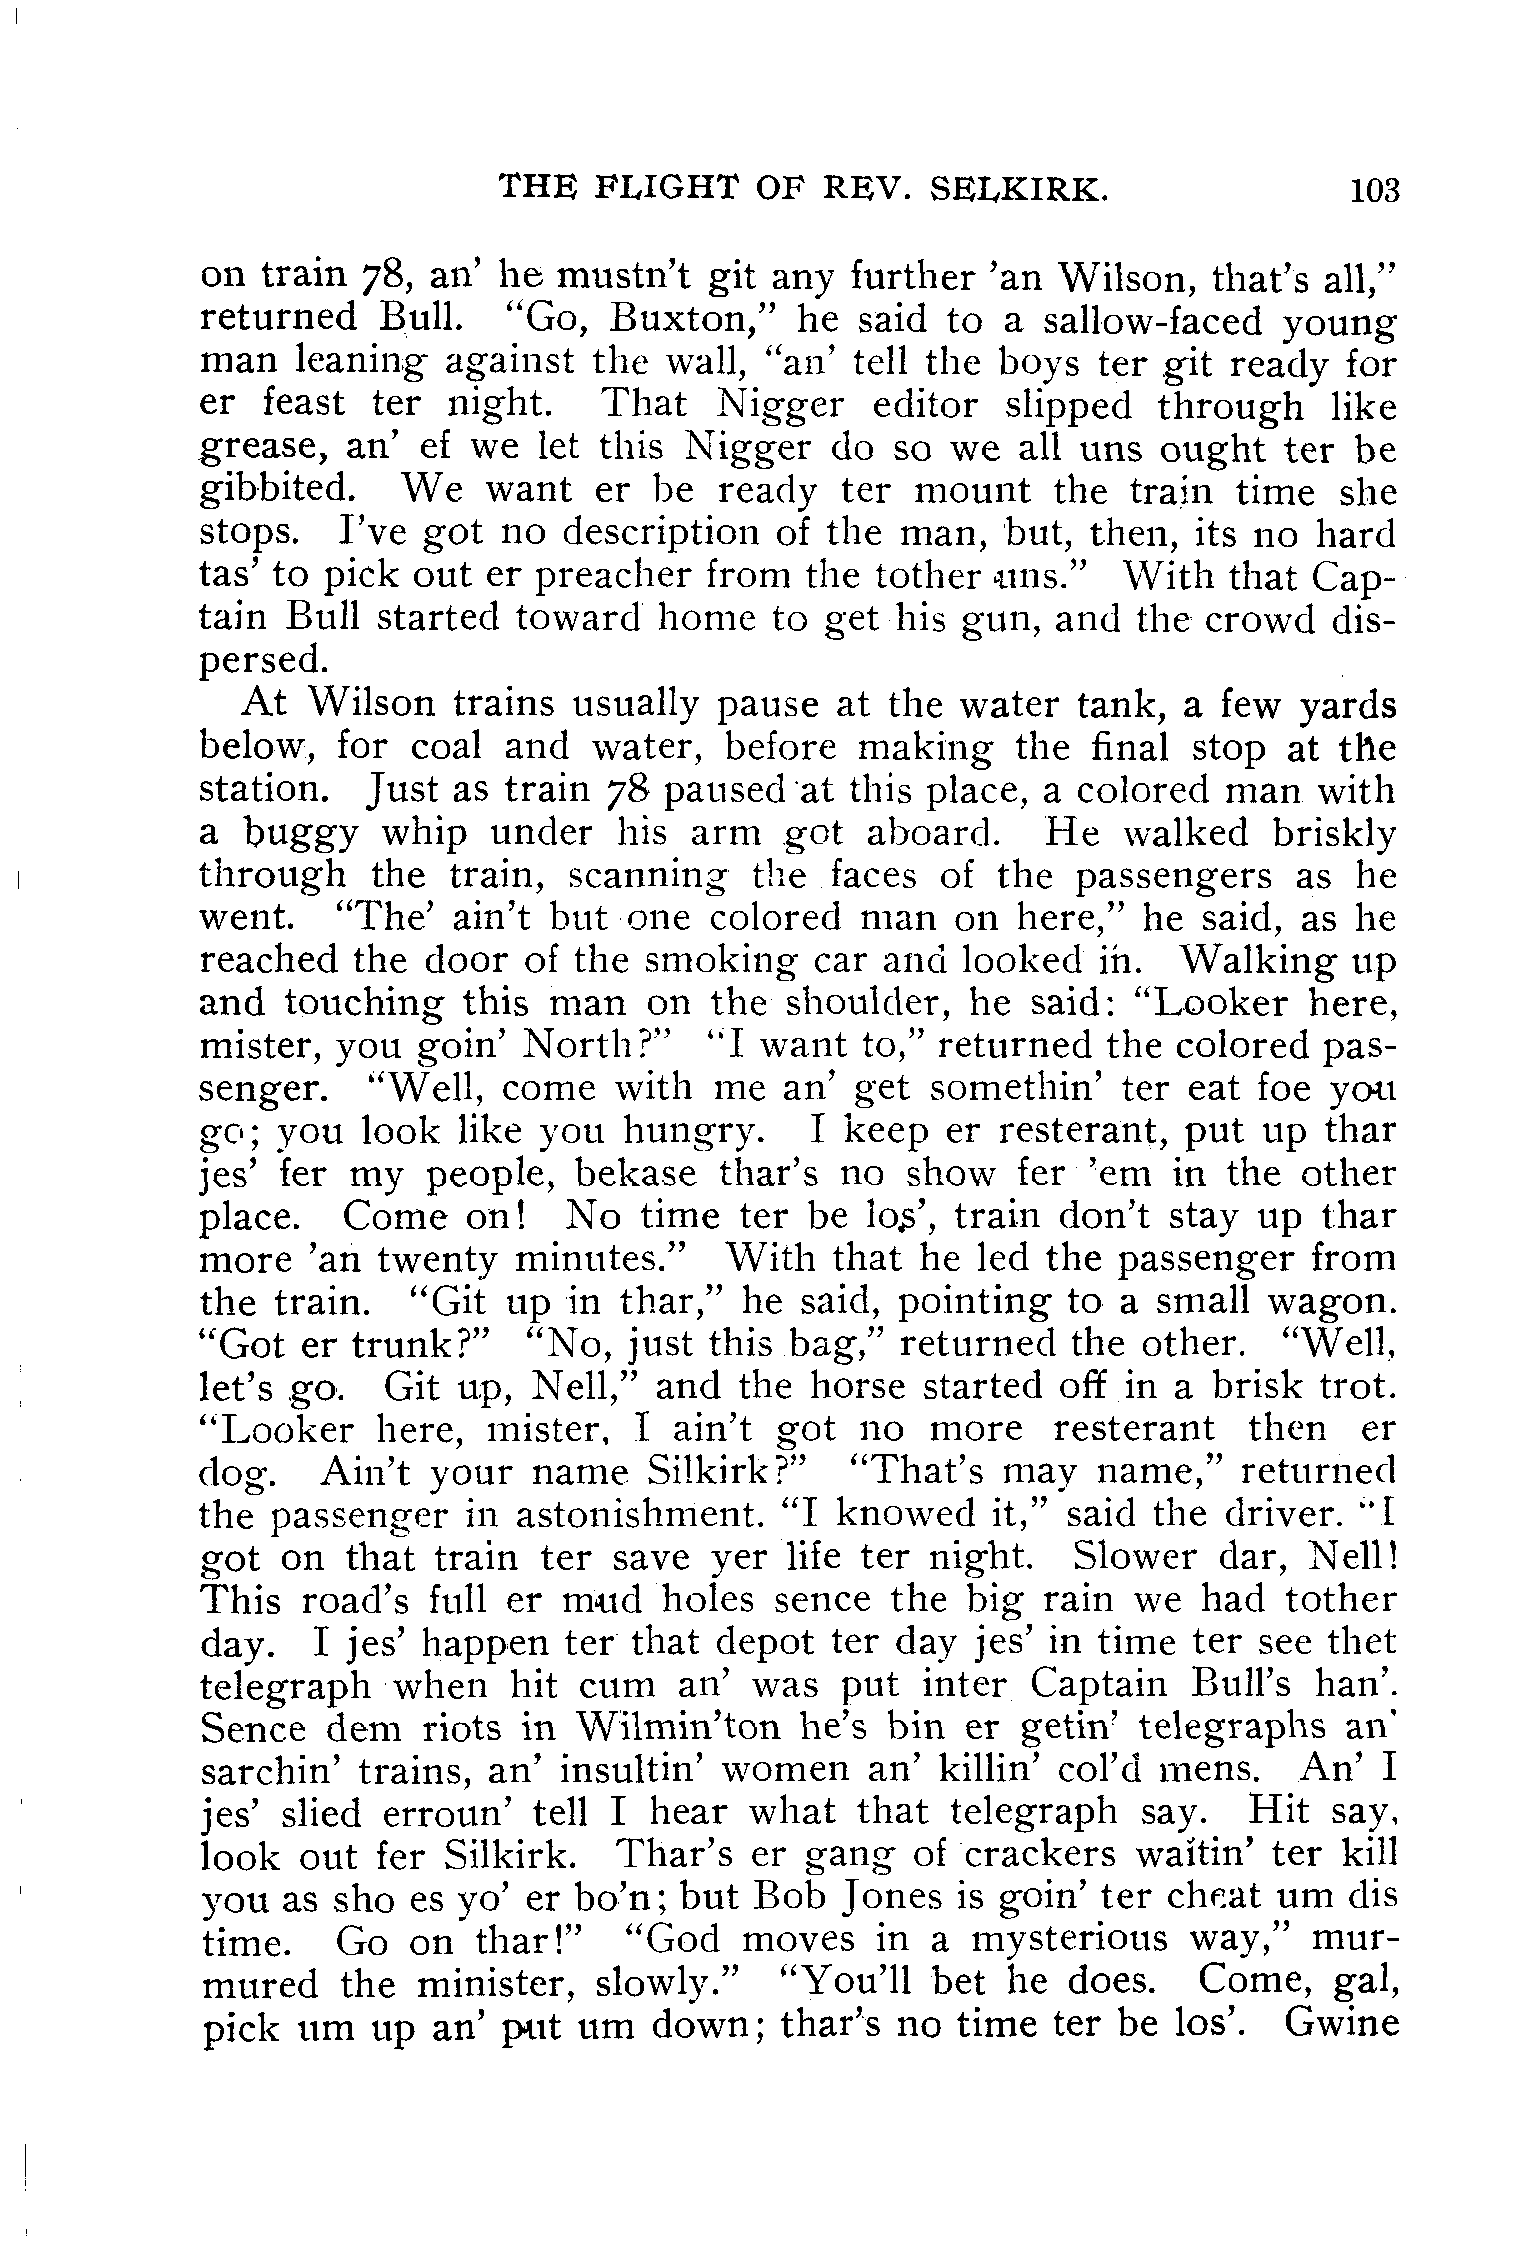 THE FLIGHT OF REV. SELKIRK. 103
on train 78, an' he mustn't git any further 'an Wilson, that's all,"
returned Bull. "Go, Buxton," he said to a sallow-faced young
man leaning against the wall, "an' tell the boys ter git ready for
er feast ter night. That Nigger editor slipped through like
grease, an' ef we let this Nigger do so we all uns ought ter be
gibbited. We want er be ready ter mount the train time she
stops. I've got no description of the man, but, then, its no hard
tas' to pick out er preacher from the tother uns." With that Cap-
tain Bull started toward home to get his gun, and the crowd dis-
persed.
At Wilson trains usually pause at the water tank, a few yards
below, for coal and water, before making the final stop at the
station. Just as train 78 paused at this place, a colored man with
a buggy whip under his arm got aboard. He walked briskly
through the train, scanning the faces of the passengers as he
went. "The' ain't but one colored man on here," he said, as he
reached the door of the smoking car and looked in. Walking up
and touching this man on the shoulder, he said: "Looker here,
mister, you goin' North?" "I want to," returned the colored pas-
senger. "Well, come with me an' get somethin' ter eat foe you
go; you look like you hungry. I keep er resterant, put up thar
jes' fer my people, bekase thar's no show fer 'em in the other
place. Come on! No time ter be los', train don't stay up thar
more 'an twenty minutes." With that he led the passenger from
the train. "Git up in thar," he said, pointing to a small wagon.
"Got er trunk?" "No, just this bag," returned the other. "Well,
let's go. Git up, Nell," and the horse started off in a brisk trot.
"Looker here, mister, I ain't got no more resterant then er
dog. Ain't your name Silkirk?" "That's may name," returned
the passenger in astonishment. "I knowed it," said the driver. "I
got on that train ter save yer life ter night. Slower dar, Nell!
This road's full er mud holes sence the big rain we had tother
day. I jes' happen ter that depot ter day jes' in time ter see thet
telegraph when hit cum an' was put inter Captain Bull's han'.
Sence dem riots in Wilmin'ton he's bin er getin' telegraphs an'
sarchin' trains, an' insultin' women an' killin' col'd mens. An' I
jes' slied erroun' tell I hear what that telegraph say. Hit say,
look out fer Silkirk. Thar's er gang of crackers waitin' ter kill
you as sho es yo' er bo'n; but Bob Jones is goin' ter cheat um dis
time. Go on thar!" "God moves in a mysterious way," mur-
mured the minister, slowly." "You'll bet he does. Come, gal,
pick um up an' put um down; thar's no time ter be los'. Gwine